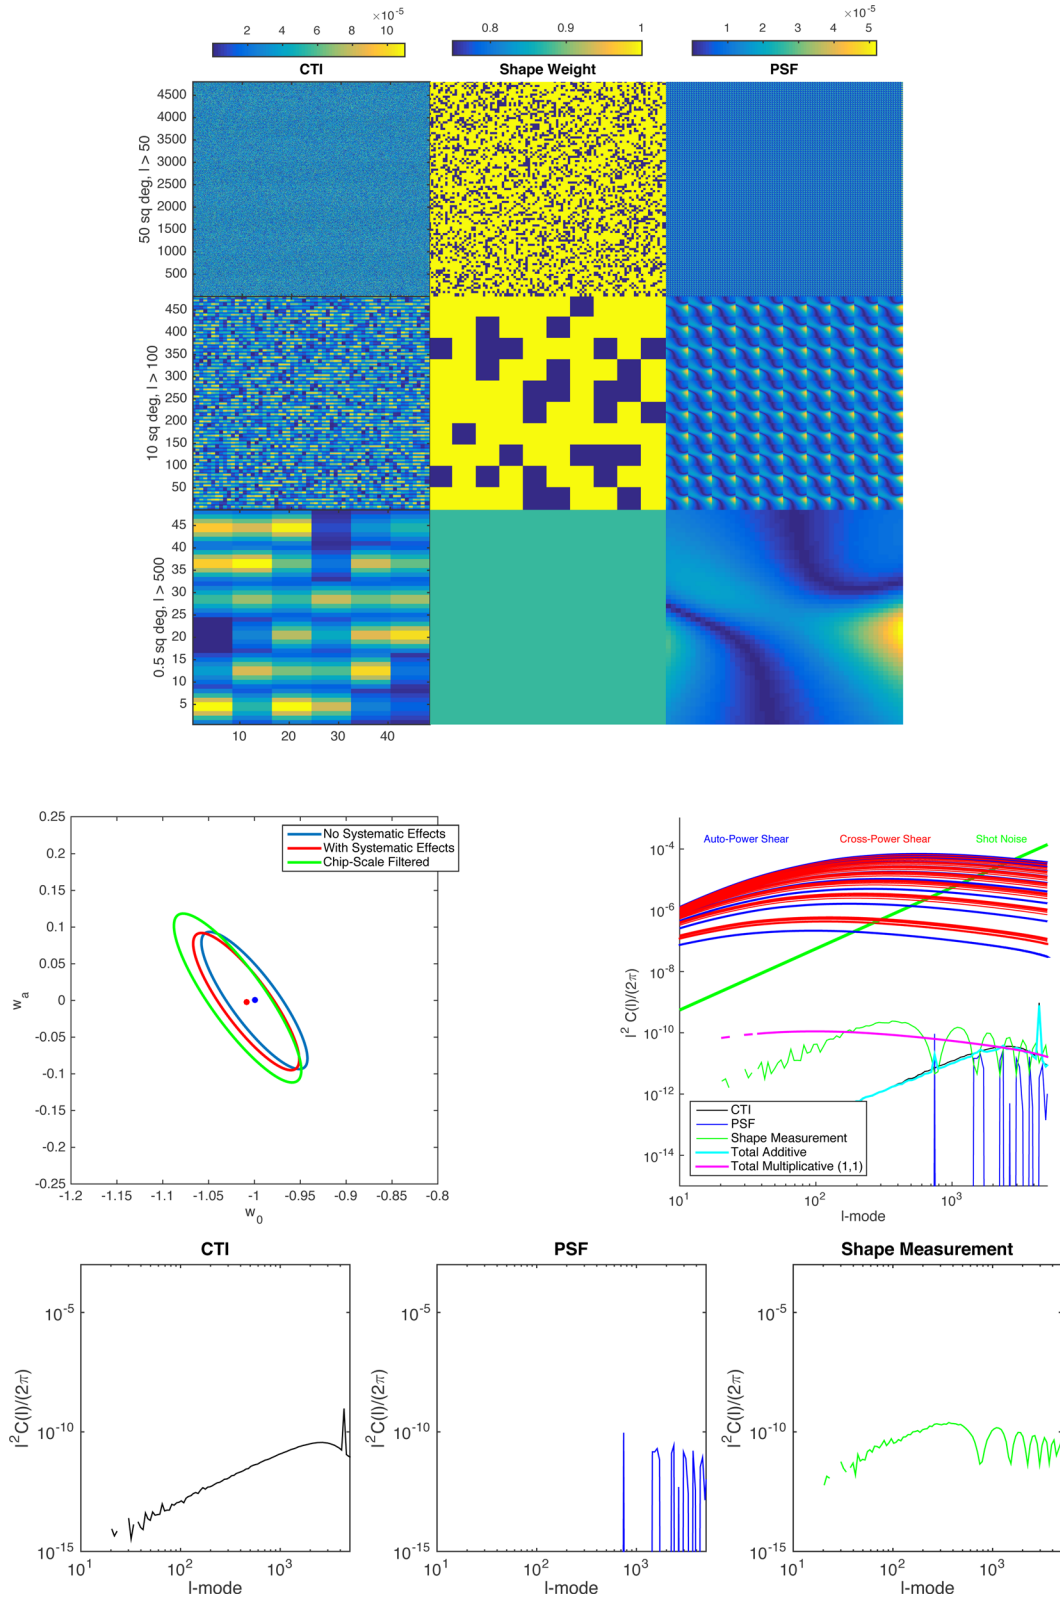 ×10⁻⁵
2 4 6 8 10
CTI
0.8 0.9 1
Shape Weight
×10⁻⁵
1 2 3 4 5
PSF
50 sq deg, l > 50
4500
4000
3500
3000
2500
2000
1500
1000
500
10 sq deg, l > 100
450
400
350
300
250
200
150
100
50
0.5 sq deg, l > 500
45
40
35
30
25
20
15
10
5
10 20 30 40
0.25
0.2
0.15
0.1
0.05
0
-0.05
-0.1
-0.15
-0.2
-0.25
wₐ
No Systematic Effects
With Systematic Effects
Chip-Scale Filtered
-1.2 -1.15 -1.1 -1.05 -1 -0.95 -0.9 -0.85 -0.8
w₀
Auto-Power Shear Cross-Power Shear Shot Noise
10⁻⁴
10⁻⁶
10⁻⁸
10⁻¹⁰
10⁻¹²
10⁻¹⁴
l² C(l)/(2π)
CTI
PSF
Shape Measurement
Total Additive
Total Multiplicative (1,1)
10¹ 10² 10³
l-mode
CTI
10⁻⁵
10⁻¹⁰
10⁻¹⁵
l²C(l)/(2π)
10¹ 10² 10³
l-mode
PSF
10⁻⁵
10⁻¹⁰
10⁻¹⁵
l²C(l)/(2π)
10¹ 10² 10³
l-mode
Shape Measurement
10⁻⁵
10⁻¹⁰
10⁻¹⁵
l²C(l)/(2π)
10¹ 10² 10³
l-mode